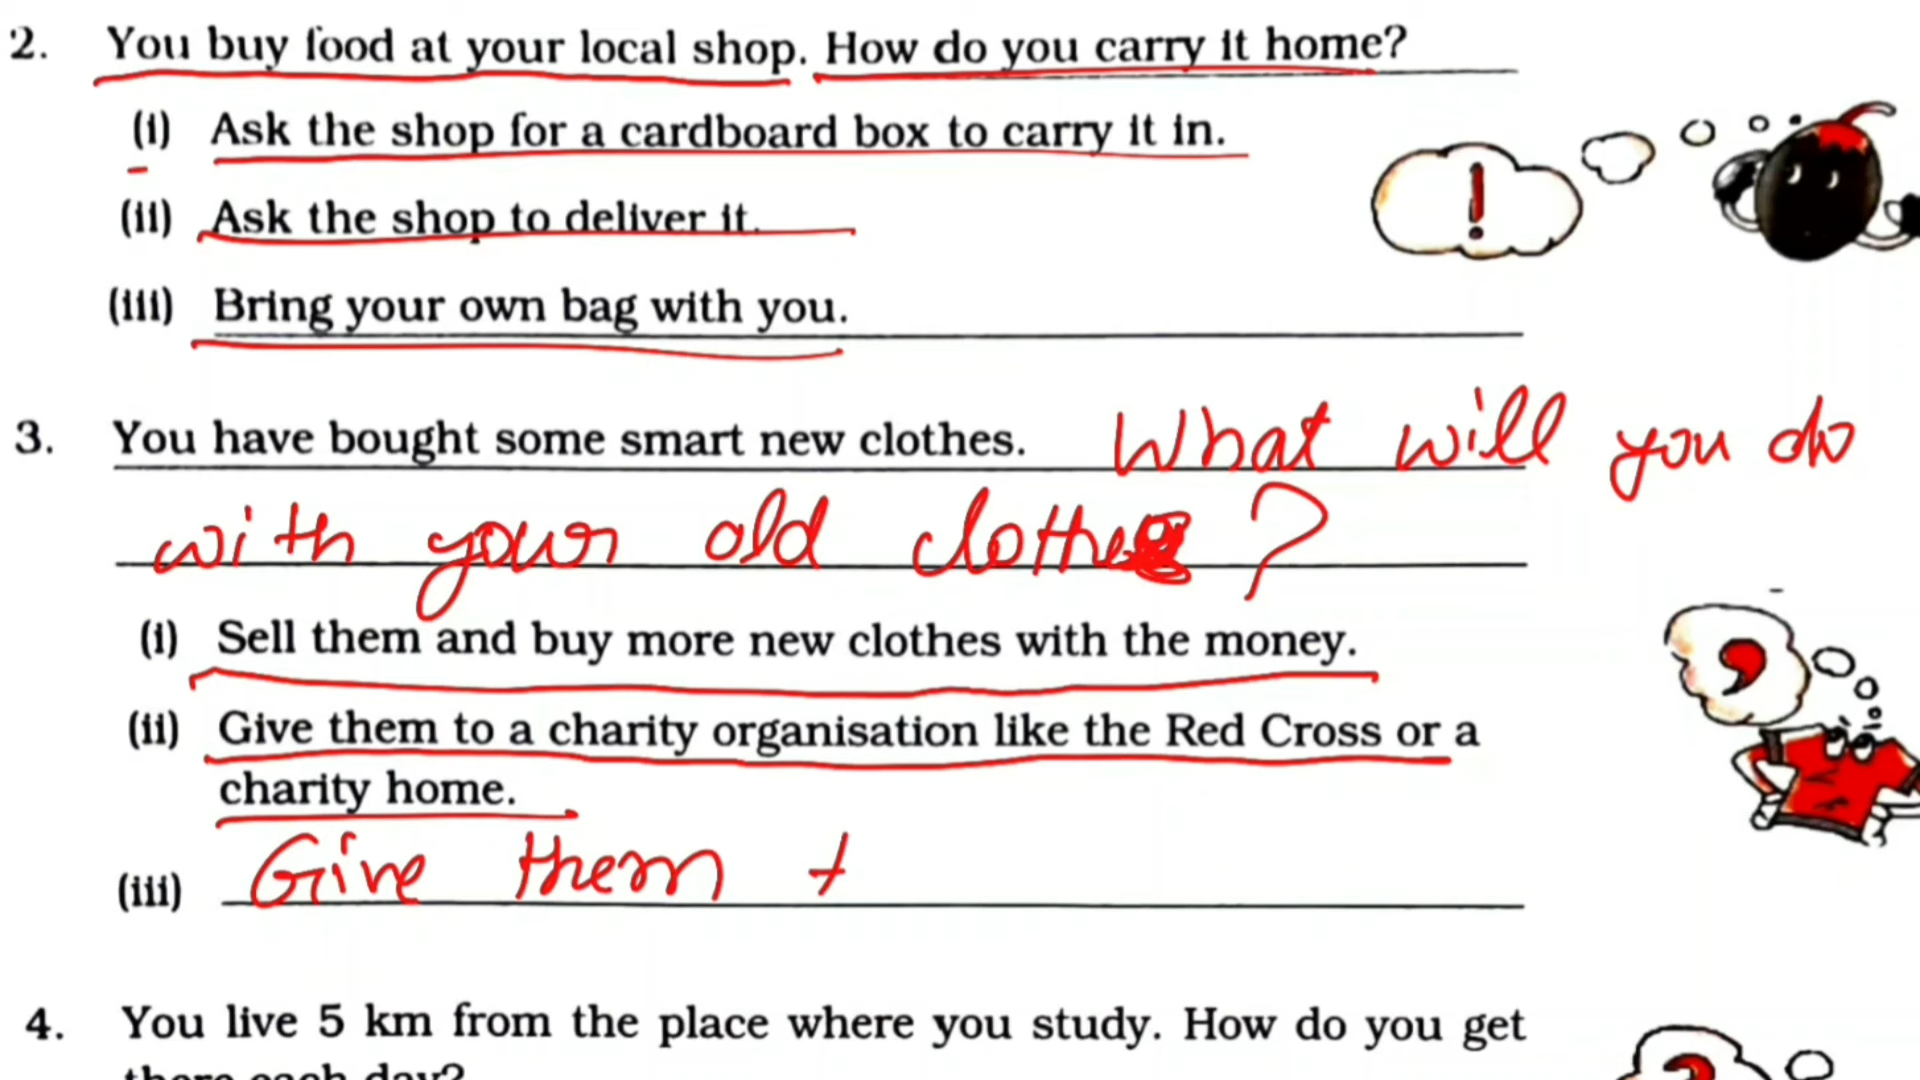 2. You buy food at your local shop. How do you carry it home?
(i) Ask the shop for a cardboard box to carry it in.
!
(ii) Ask the shop to deliver it.
(iii) Bring your own bag with you.
3. You have bought some smart new clothes. What will you do
with your old clothes ?
(i) Sell them and buy more new clothes with the money.
(ii) Give them to a charity organisation like the Red Cross or a
charity home.
(iii) Give them t
4. You live 5 km from the place where you study. How do you get
there each day?